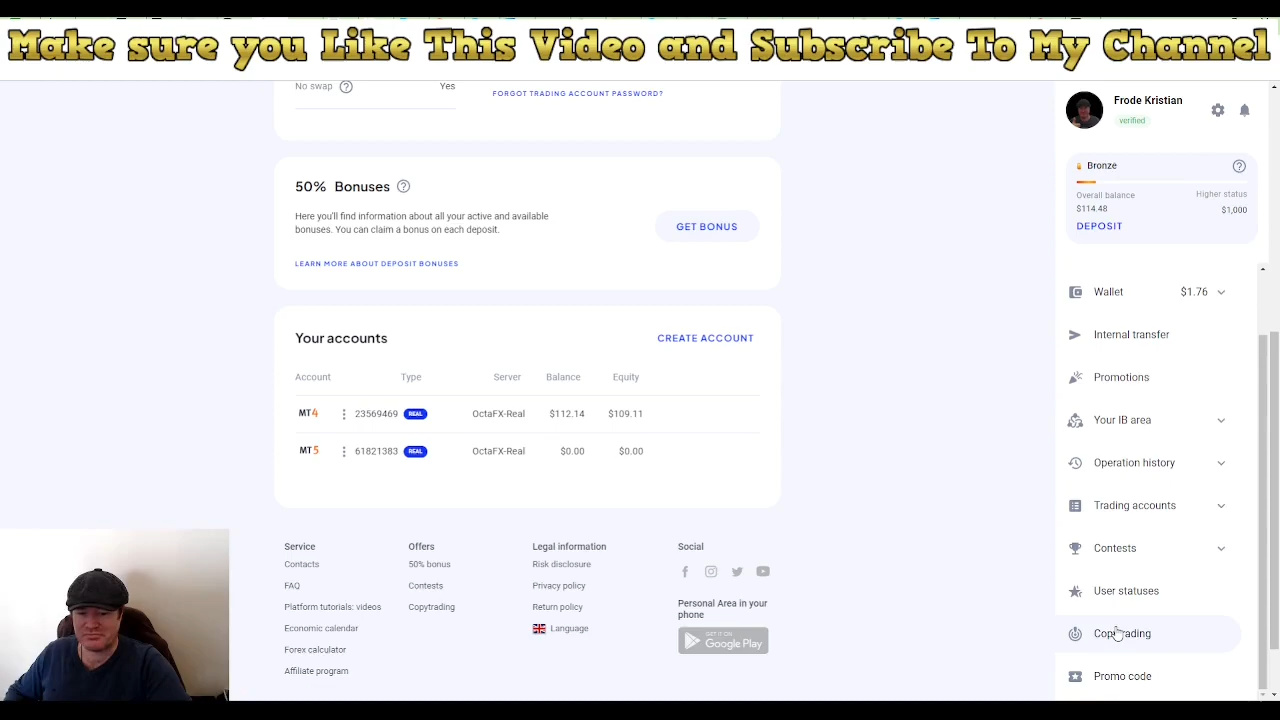 Make sure you Like This Video and Subscribe To My Channel
No swap ? Yes
FORGOT TRADING ACCOUNT PASSWORD?
50% Bonuses ?
Here you'll find information about all your active and available
bonuses. You can claim a bonus on each deposit.
GET BONUS
LEARN MORE ABOUT DEPOSIT BONUSES
Your accounts
CREATE ACCOUNT
Account Type Server Balance Equity
MT4 23569469 REAL OctaFX-Real $112.14 $109.11
MT5 61821383 REAL OctaFX-Real $0.00 $0.00
Service
Contacts
FAQ
Platform tutorials: videos
Economic calendar
Forex calculator
Affiliate program
Offers
50% bonus
Contests
Copytrading
Legal information
Risk disclosure
Privacy policy
Return policy
Language
Social
Personal Area in your
phone
GET IT ON
Google Play
Frode Kristian
verified
Bronze ?
Overall balance
$114.48
Higher status
$1,000
DEPOSIT
Wallet $1.76
Internal transfer
Promotions
Your IB area
Operation history
Trading accounts
Contests
User statuses
Copytrading
Promo code